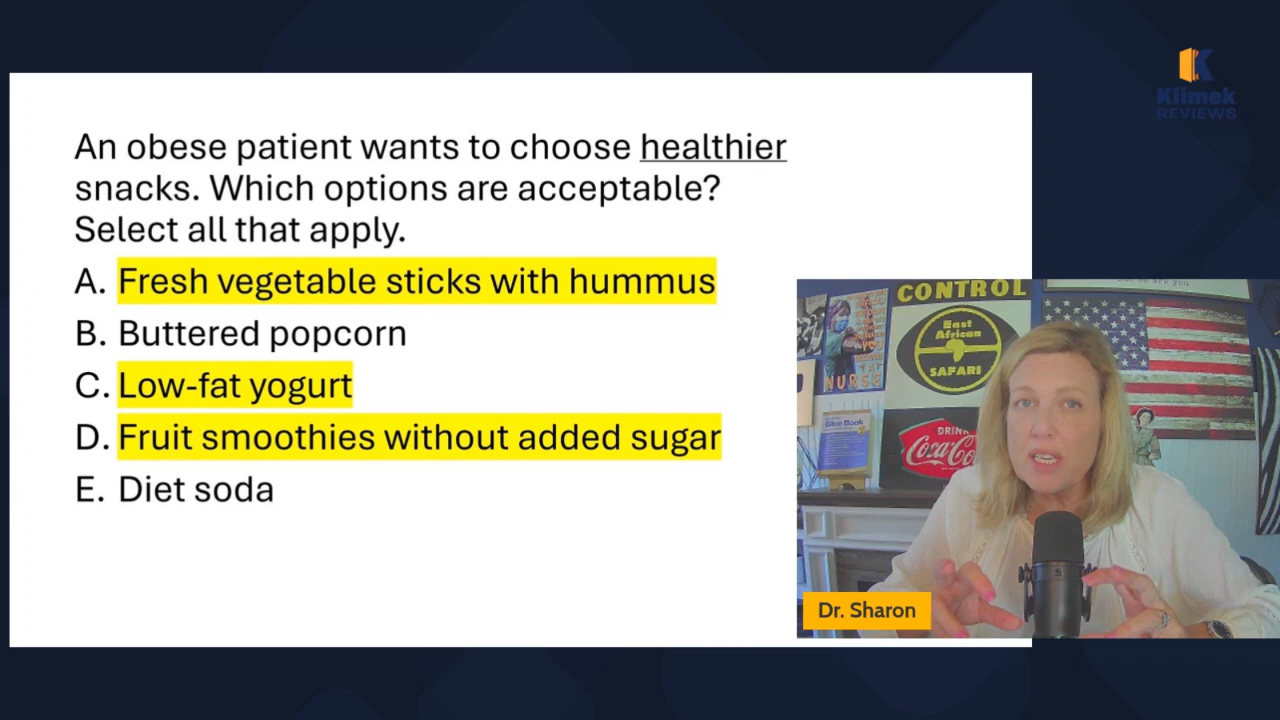 Klimek
REVIEWS
An obese patient wants to choose healthier
snacks. Which options are acceptable?
Select all that apply.
A. Fresh vegetable sticks with hummus
B. Buttered popcorn
C. Low-fat yogurt
D. Fruit smoothies without added sugar
E. Diet soda
CONTROL
East
African
SAFARI
NURSE
Blue Book
DRINK
Coca-Co
Dr. Sharon